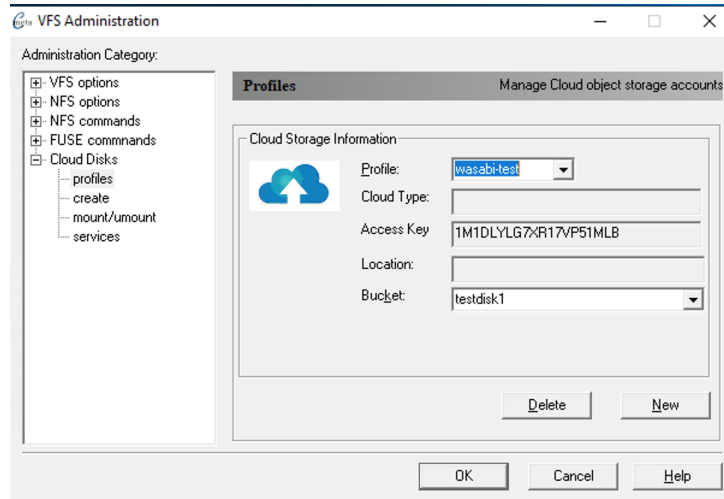 meta VFS Administration
Administration Category:
VFS options
NFS options
NFS commands
FUSE commnands
Cloud Disks
profiles
create
mount/umount
services
Profiles Manage Cloud object storage accounts
Cloud Storage Information
Profile: wasabi-test
Cloud Type:
Access Key 1M1DLYLG7XR17VP51MLB
Location:
Bucket: testdisk1
Delete New
OK Cancel Help